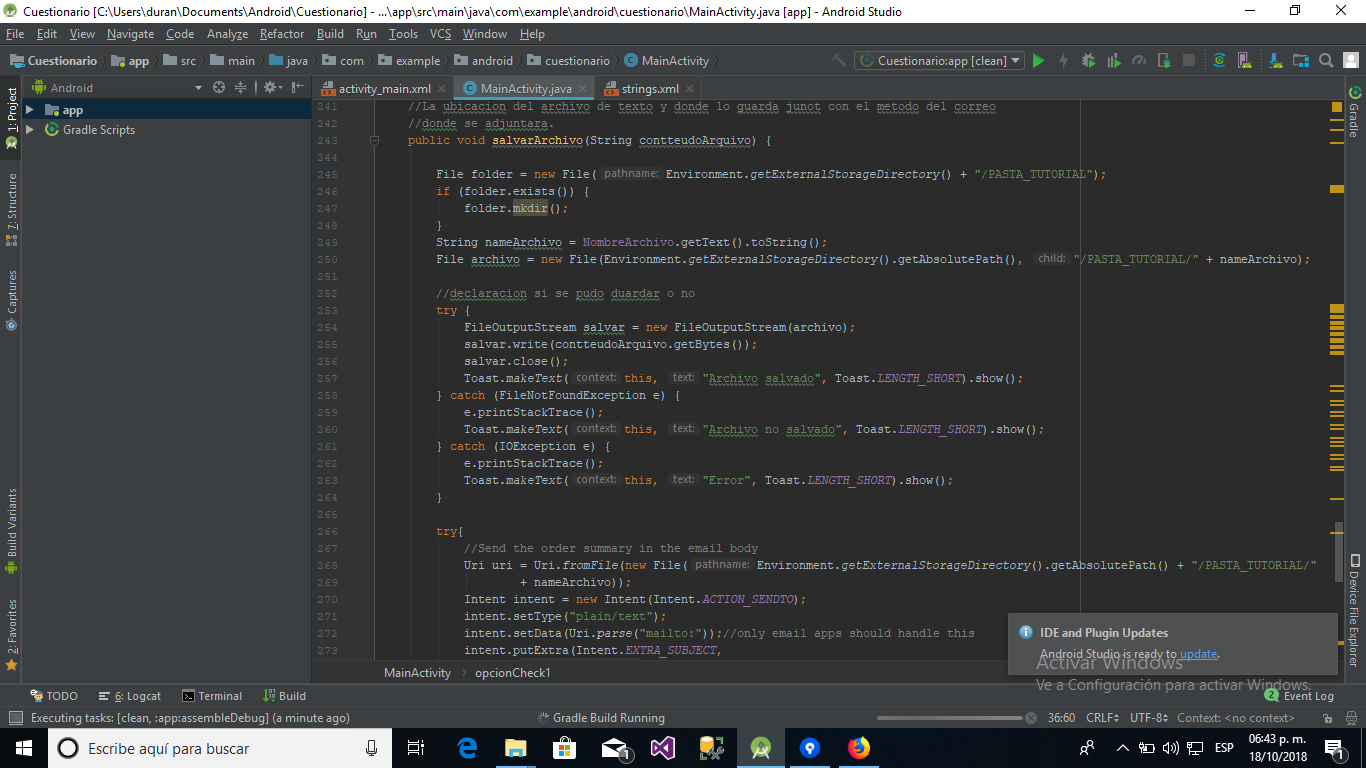 Cuestionario [C:\Users\duran\Documents\Android\Cuestionario] - ...\app\src\main\java\com\example\android\cuestionario\MainActivity.java [app] - Android Studio
File Edit View Navigate Code Analyze Refactor Build Run Tools VCS Window Help
Cuestionario app src main java com example android cuestionario MainActivity Cuestionario:app [clean]
Android activity_main.xml MainActivity.java strings.xml
1: Project
7: Structure
Captures
Build Variants
2: Favorites
app
Gradle Scripts
241 //La ubicacion del archivo de texto y donde lo guarda junot con el metodo del correo
242 //donde se adjuntara.
243 public void salvarArchivo(String contteudoArquivo) {
244
245 File folder = new File( pathname: Environment.getExternalStorageDirectory() + "/PASTA_TUTORIAL");
246 if (folder.exists()) {
247 folder.mkdir();
248 }
249 String nameArchivo = NombreArchivo.getText().toString();
250 File archivo = new File(Environment.getExternalStorageDirectory().getAbsolutePath(), child: "/PASTA_TUTORIAL/" + nameArchivo);
251
252 //declaracion si se pudo duardar o no
253 try {
254 FileOutputStream salvar = new FileOutputStream(archivo);
255 salvar.write(contteudoArquivo.getBytes());
256 salvar.close();
257 Toast.makeText( context: this, text: "Archivo salvado", Toast.LENGTH_SHORT).show();
258 } catch (FileNotFoundException e) {
259 e.printStackTrace();
260 Toast.makeText( context: this, text: "Archivo no salvado", Toast.LENGTH_SHORT).show();
261 } catch (IOException e) {
262 e.printStackTrace();
263 Toast.makeText( context: this, text: "Error", Toast.LENGTH_SHORT).show();
264 }
265
266 try{
267 //Send the order summary in the email body
268 Uri uri = Uri.fromFile(new File( pathname: Environment.getExternalStorageDirectory().getAbsolutePath() + "/PASTA_TUTORIAL/"
269 + nameArchivo));
270 Intent intent = new Intent(Intent.ACTION_SENDTO);
271 intent.setType("plain/text");
272 intent.setData(Uri.parse("mailto:"));//only email apps should handle this
273 intent.putExtra(Intent.EXTRA_SUBJECT,
Gradle
Device File Explorer
IDE and Plugin Updates
Android Studio is ready to update.
Activar Windows
Ve a Configuración para activar Windows.
MainActivity › opcionCheck1
TODO 6: Logcat Terminal Build 2 Event Log
Executing tasks: [clean, :app:assembleDebug] (a minute ago) Gradle Build Running 36:60 CRLF UTF-8 Context: <no context>
Escribe aquí para buscar 1 ESP 06:43 p. m. 1
18/10/2018